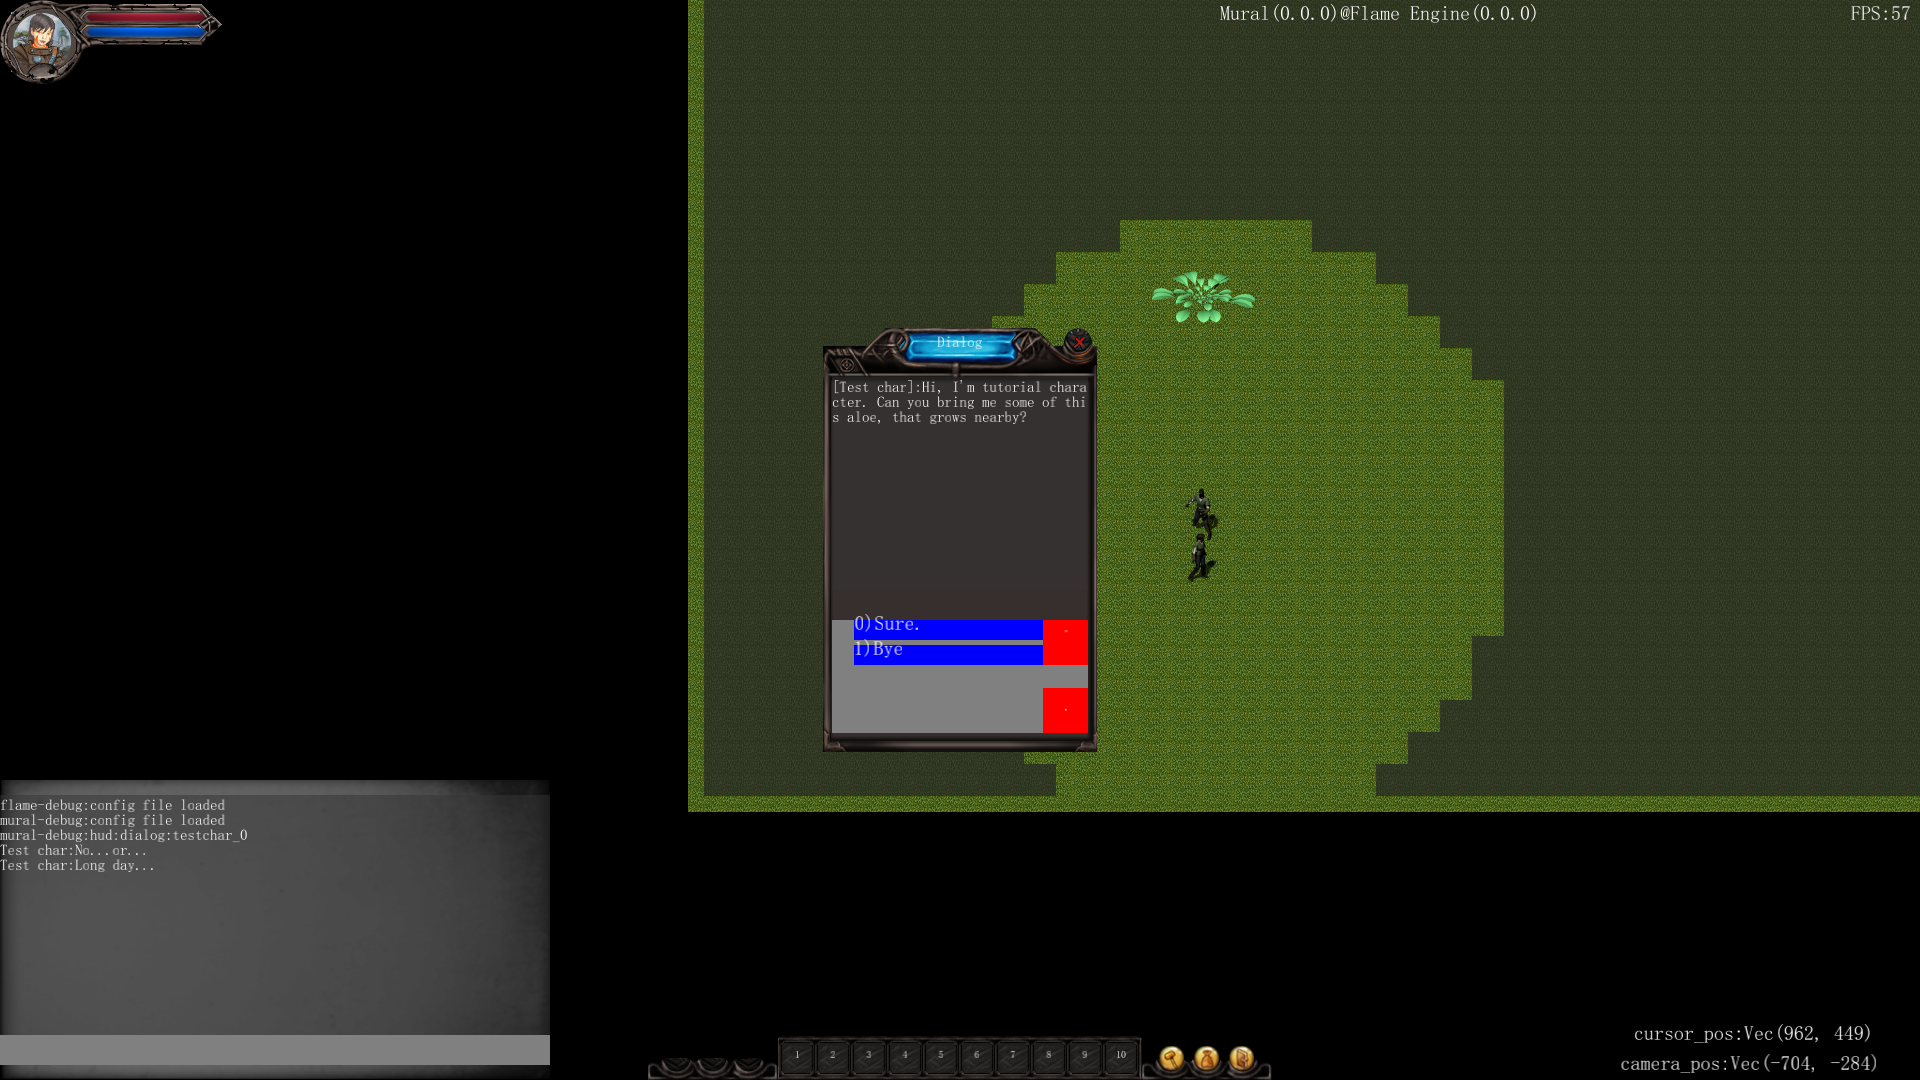 Mural(0.0.0)@Flame Engine(0.0.0)
FPS:57
Dialog
[Test char]:Hi, I'm tutorial chara
cter. Can you bring me some of thi
s aloe, that grows nearby?
0)Sure.
1)Bye
flame-debug:config file loaded
mural-debug:config file loaded
mural-debug:hud:dialog:testchar_0
Test char:No...or...
Test char:Long day...
1 2 3 4 5 6 7 8 9 10
cursor_pos:Vec(962, 449)
camera_pos:Vec(-704, -284)